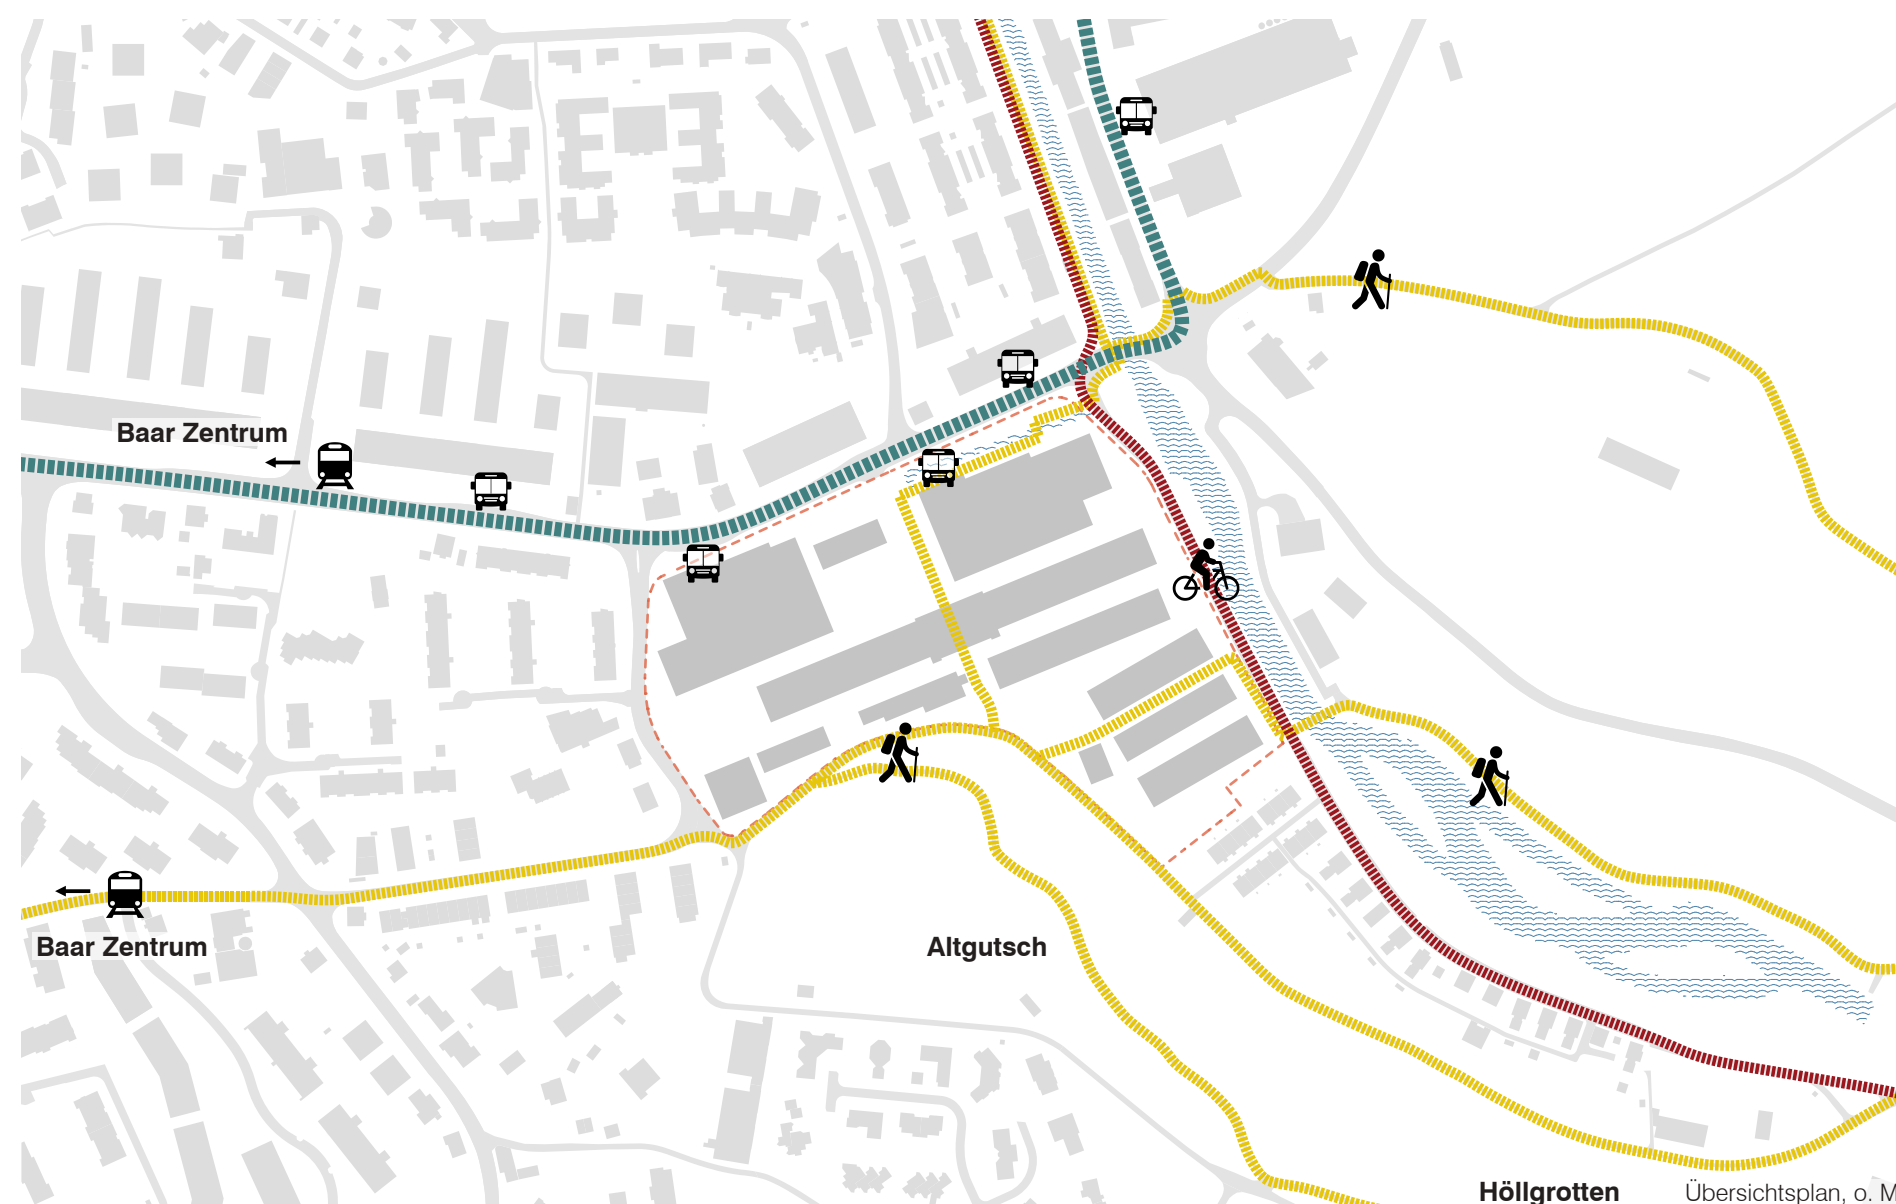 Baar Zentrum
Baar Zentrum
Altgutsch
Höllgrotten
Übersichtsplan, o. M